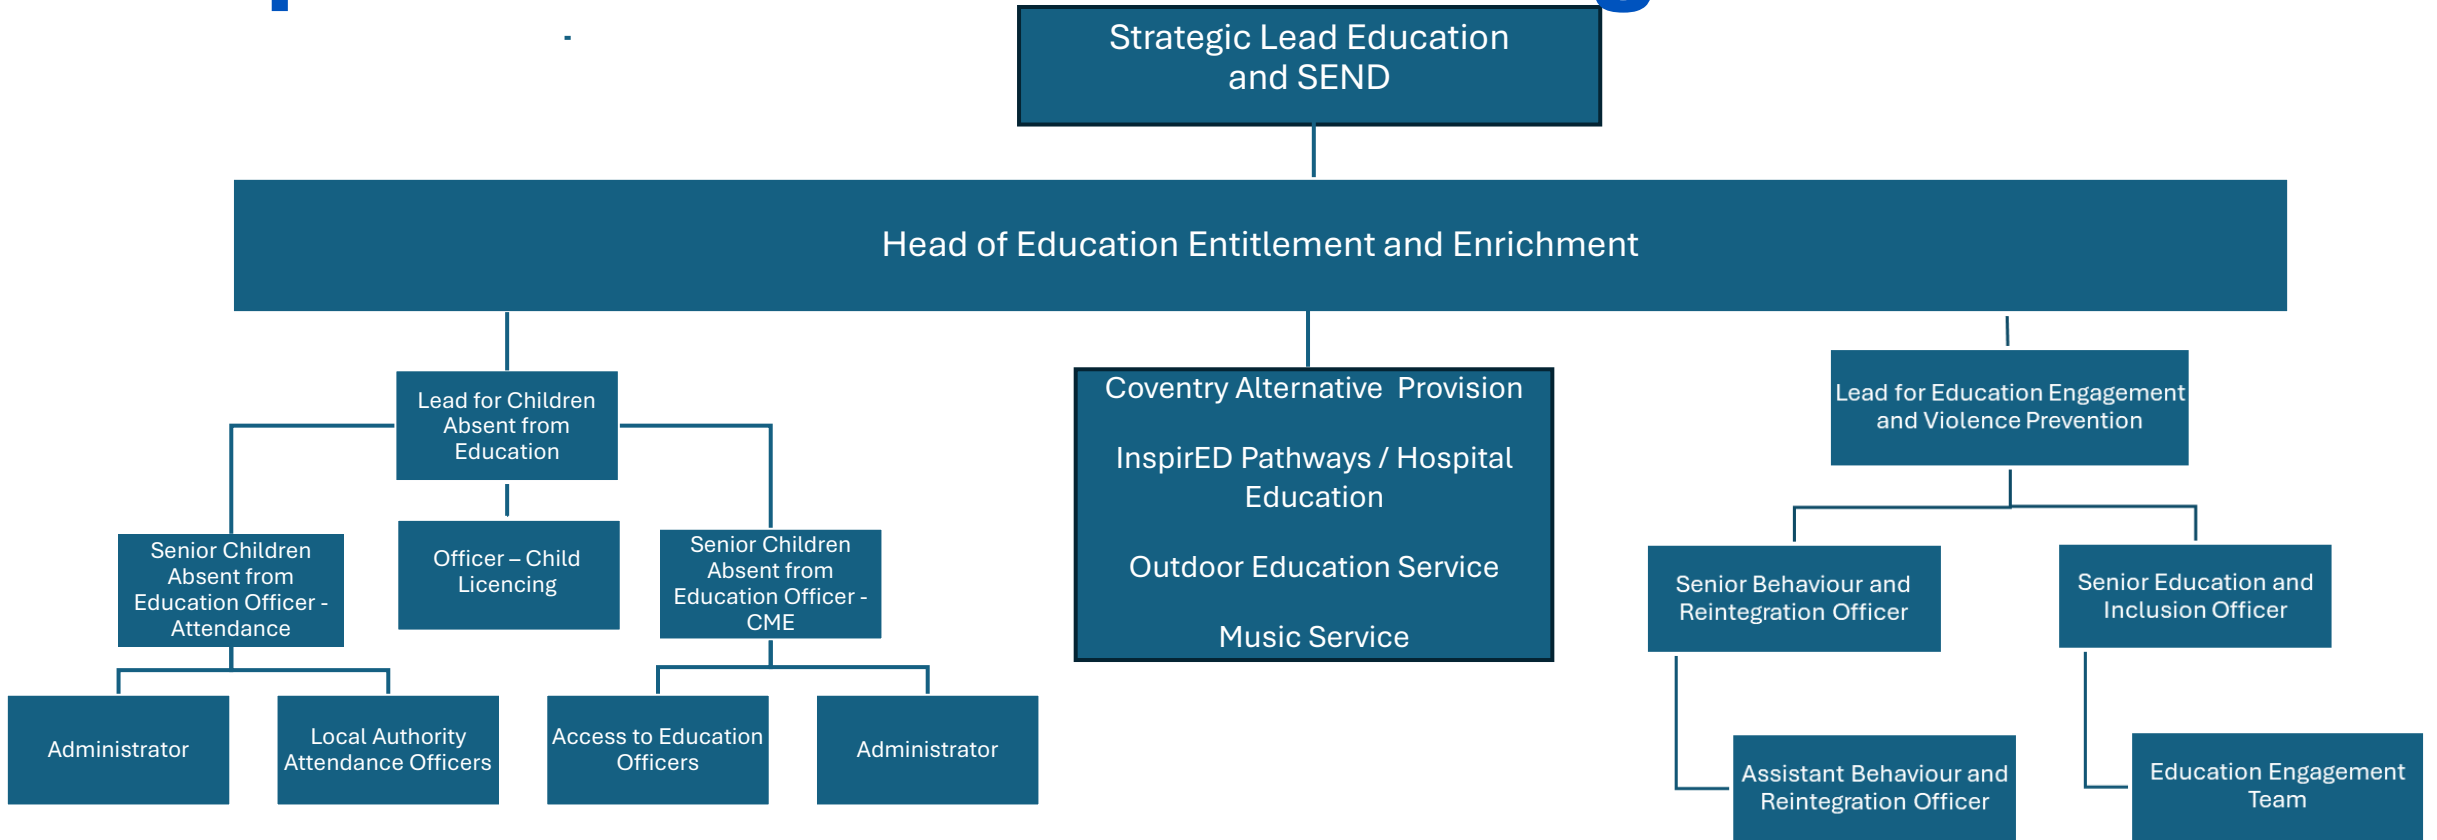 Strategic Lead Education
and SEND
Head of Education Entitlement and Enrichment
Lead for Children
Absent from
Education
Senior Children
Absent from
Education Officer -
Attendance
Officer – Child
Licencing
Senior Children
Absent from
Education Officer -
CME
Administrator
Local Authority
Attendance Officers
Access to Education
Officers
Administrator
Coventry Alternative Provision
InspirED Pathways / Hospital
Education
Outdoor Education Service
Music Service
Lead for Education Engagement
and Violence Prevention
Senior Behaviour and
Reintegration Officer
Senior Education and
Inclusion Officer
Assistant Behaviour and
Reintegration Officer
Education Engagement
Team